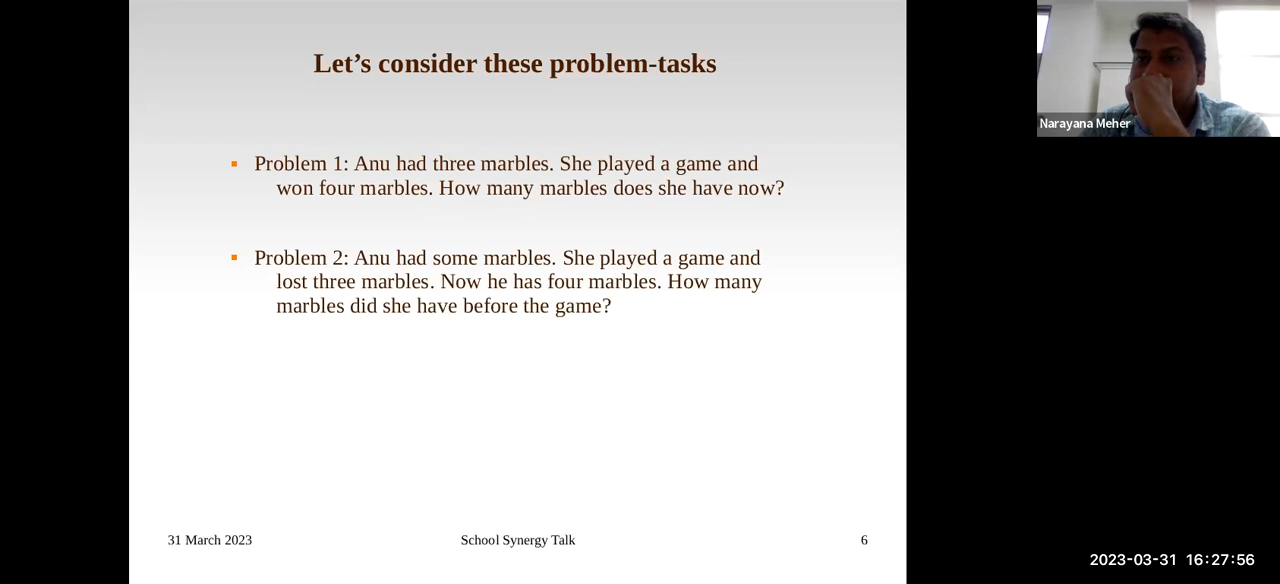 Let’s consider these problem-tasks
Problem 1: Anu had three marbles. She played a game and
won four marbles. How many marbles does she have now?
Problem 2: Anu had some marbles. She played a game and
lost three marbles. Now he has four marbles. How many
marbles did she have before the game?
31 March 2023
School Synergy Talk
6
Narayana Meher
2023-03-31 16:27:56